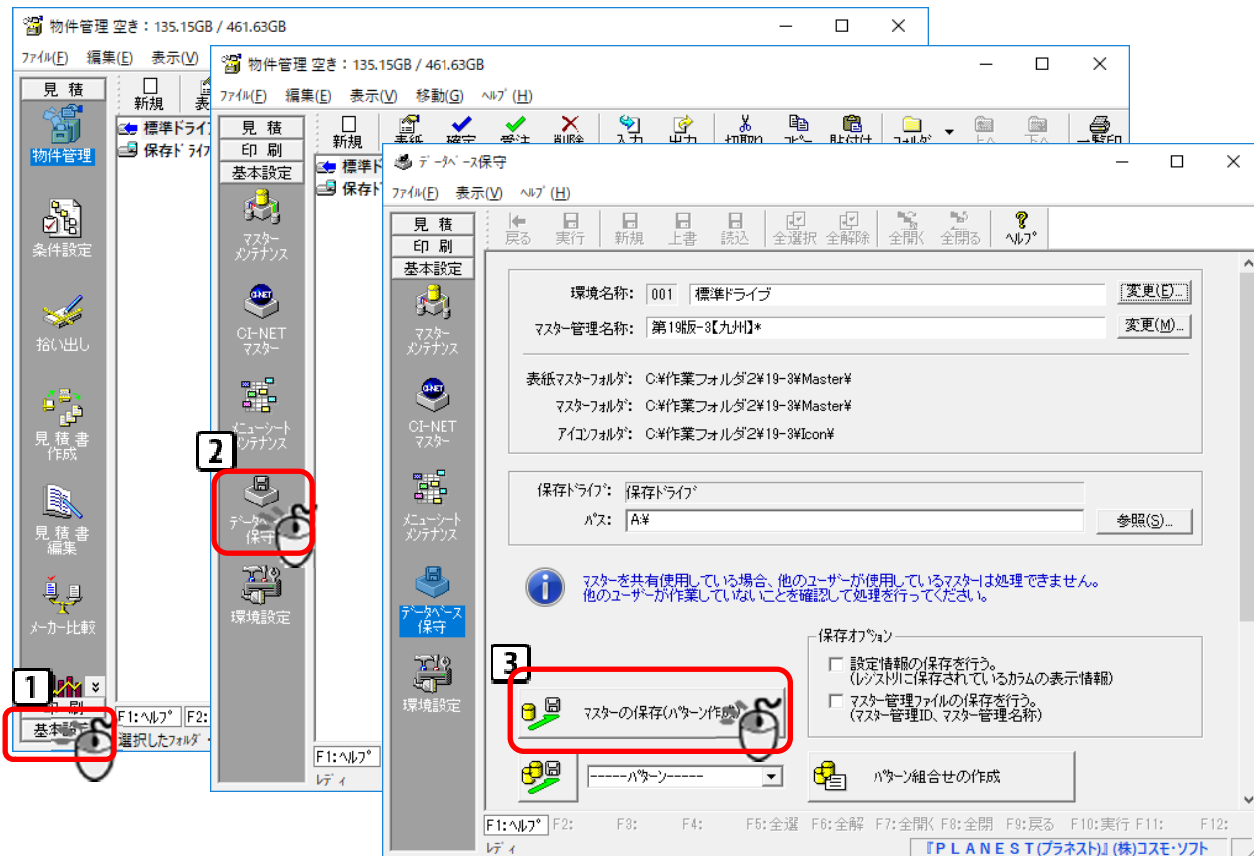 物件管理 空き：135.15GB / 461.63GB
ﾌｧｲﾙ(F) 編集(E) 表示(V)
見 積
新規
物件管理
条件設定
拾い出し
見 積 書
作成
見 積 書
編集
ﾒｰｶｰ比較
1
印 刷
基本設定
標準ドライブ
保存ﾄﾞﾗｲﾌﾞ
F1:ﾍﾙﾌﾟ F2:
選択したﾌｫﾙﾀﾞ
物件管理 空き：135.15GB / 461.63GB
ﾌｧｲﾙ(F) 編集(E) 表示(V) 移動(G) ﾍﾙﾌﾟ(H)
見 積
印 刷
基本設定
新規 表紙 確定 受注 削除 入力 出力 切取り ｺﾋﾟｰ 貼付け ﾌｫﾙﾀﾞ 上へ 下へ 一覧印
標準ド
保存ﾄﾞ
ﾏｽﾀｰ
ﾒﾝﾃﾅﾝｽ
CI-NET
ﾏｽﾀｰ
ﾒﾆｭｰｼｰﾄ
ﾒﾝﾃﾅﾝｽ
2
ﾃﾞｰﾀﾍﾞｰｽ
保守
環境設定
F1:ﾍﾙﾌﾟ
ﾚﾃﾞｨ
ﾃﾞｰﾀﾍﾞｰｽ保守
ﾌｧｲﾙ(F) 表示(V) ﾍﾙﾌﾟ(H)
見 積
印 刷
基本設定
戻る 実行 新規 上書 読込 全選択 全解除 全開く 全閉る ﾍﾙﾌﾟ
ﾏｽﾀｰ
ﾒﾝﾃﾅﾝｽ
CI-NET
ﾏｽﾀｰ
ﾒﾆｭｰｼｰﾄ
ﾒﾝﾃﾅﾝｽ
ﾃﾞｰﾀﾍﾞｰｽ
保守
環境設定
環境名称： 001 標準ドライブ 変更(E)...
マスター管理名称： 第19版-3【九州】* 変更(M)...
表紙マスターフォルダ： C:¥作業フォルダ2¥19-3¥Master¥
マスターフォルダ： C:¥作業フォルダ2¥19-3¥Master¥
アイコンフォルダ： C:¥作業フォルダ2¥19-3¥Icon¥
保存ﾄﾞﾗｲﾌﾞ： 保存ﾄﾞﾗｲﾌﾞ
ﾊﾟｽ： A:¥ 参照(S)...
ﾏｽﾀｰを共有使用している場合、他のﾕｰｻﾞｰが使用しているﾏｽﾀｰは処理できません。
他のﾕｰｻﾞｰが作業していないことを確認して処理を行ってください。
3
ﾏｽﾀｰの保存(ﾊﾟﾀｰﾝ作成)
保存ｵﾌﾟｼｮﾝ
設定情報の保存を行う。
(ﾚｼﾞｽﾄﾘに保存されているｶﾗﾑの表示情報)
ﾏｽﾀｰ管理ﾌｧｲﾙの保存を行う。
(ﾏｽﾀｰ管理ID、ﾏｽﾀｰ管理名称)
-----ﾊﾟﾀｰﾝ-----
ﾊﾟﾀｰﾝ組合せの作成
F1:ﾍﾙﾌﾟ F2: F3: F4: F5:全選 F6:全解 F7:全開く F8:全閉 F9:戻る F10:実行 F11: F12:
ﾚﾃﾞｨ
『ＰＬＡＮＥＳＴ(プラネスト)』(株)コスモ・ソフト